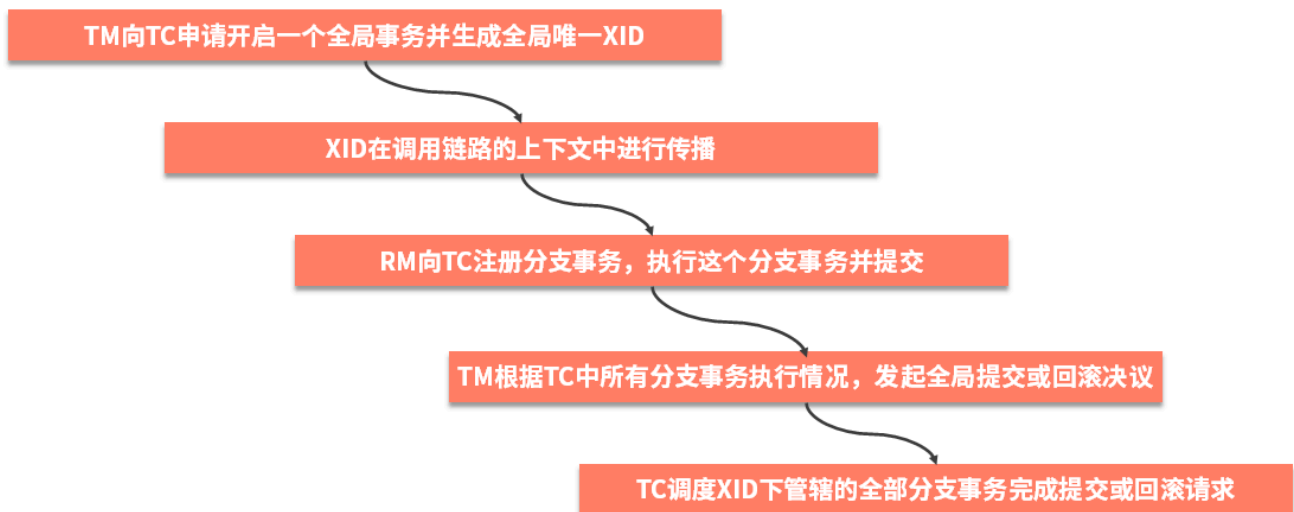 TM向TC申请开启一个全局事务并生成全局唯一XID
XID在调用链路的上下文中进行传播
RM向TC注册分支事务，执行这个分支事务并提交
TM根据TC中所有分支事务执行情况，发起全局提交或回滚决议
TC调度XID下管辖的全部分支事务完成提交或回滚请求